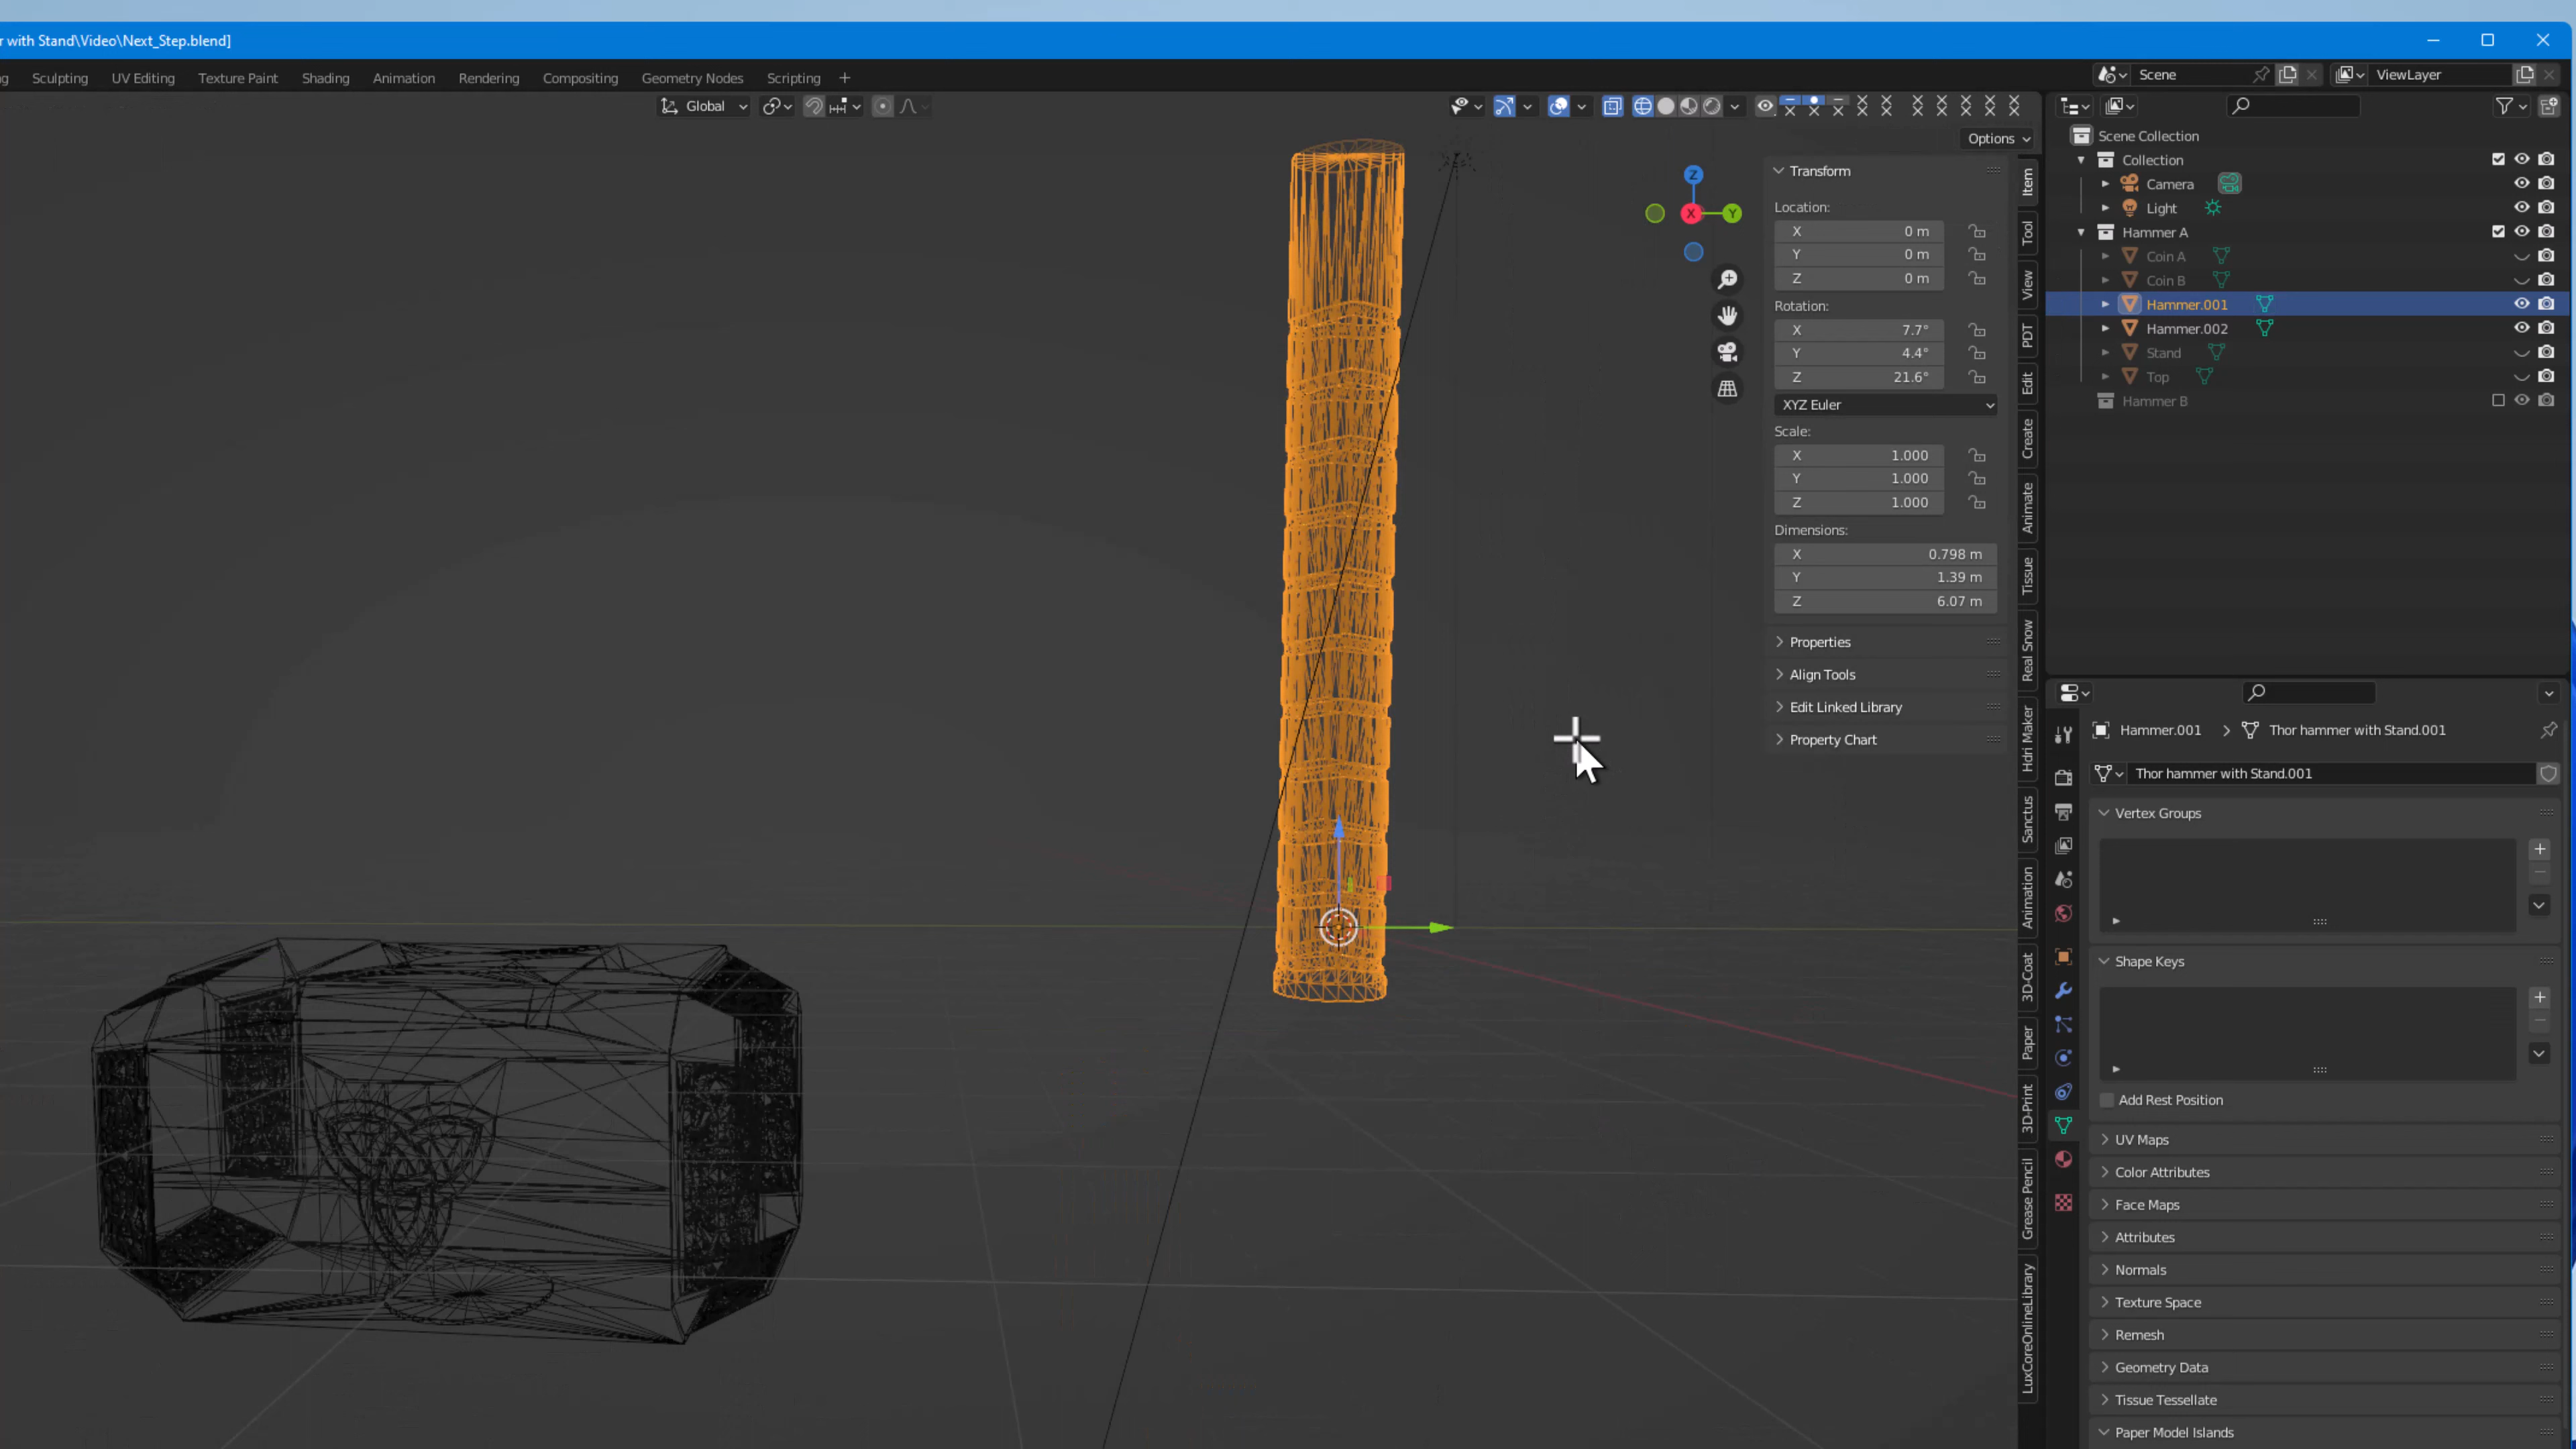 r with Stand\Video\Next_Step.blend]
g Sculpting UV Editing Texture Paint Shading Animation Rendering Compositing Geometry Nodes Scripting +
Scene ViewLayer
Global
Options
Transform
Location:
X 0 m
Y 0 m
Z 0 m
Rotation:
X 7.7°
Y 4.4°
Z 21.6°
XYZ Euler
Scale:
X 1.000
Y 1.000
Z 1.000
Dimensions:
X 0.798 m
Y 1.39 m
Z 6.07 m
Properties
Align Tools
Edit Linked Library
Property Chart
Z
X
Y
Item
Tool
View
PDT
Edit
Create
Animate
Tissue
Real Snow
Hdri Maker
Sanctus
Animation
3D-Coat
Paper
3D-Print
Grease Pencil
LuxCoreOnlineLibrary
Scene Collection
Collection
Camera
Light
Hammer A
Coin A
Coin B
Hammer.001
Hammer.002
Stand
Top
Hammer B
Hammer.001 > Thor hammer with Stand.001
Thor hammer with Stand.001
Vertex Groups
Shape Keys
Add Rest Position
UV Maps
Color Attributes
Face Maps
Attributes
Normals
Texture Space
Remesh
Geometry Data
Tissue Tessellate
Paper Model Islands